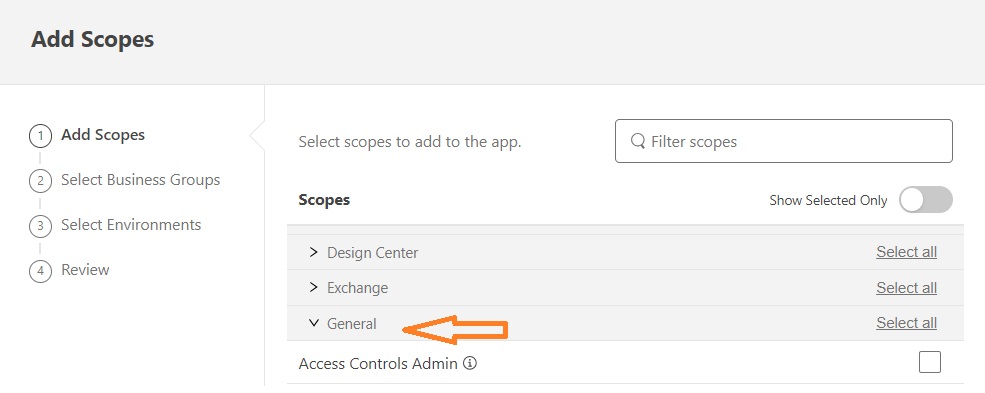 Add Scopes
1 Add Scopes
2 Select Business Groups
3 Select Environments
4 Review
Select scopes to add to the app.
Filter scopes
Scopes
Show Selected Only
Design Center Select all
Exchange Select all
General Select all
Access Controls Admin